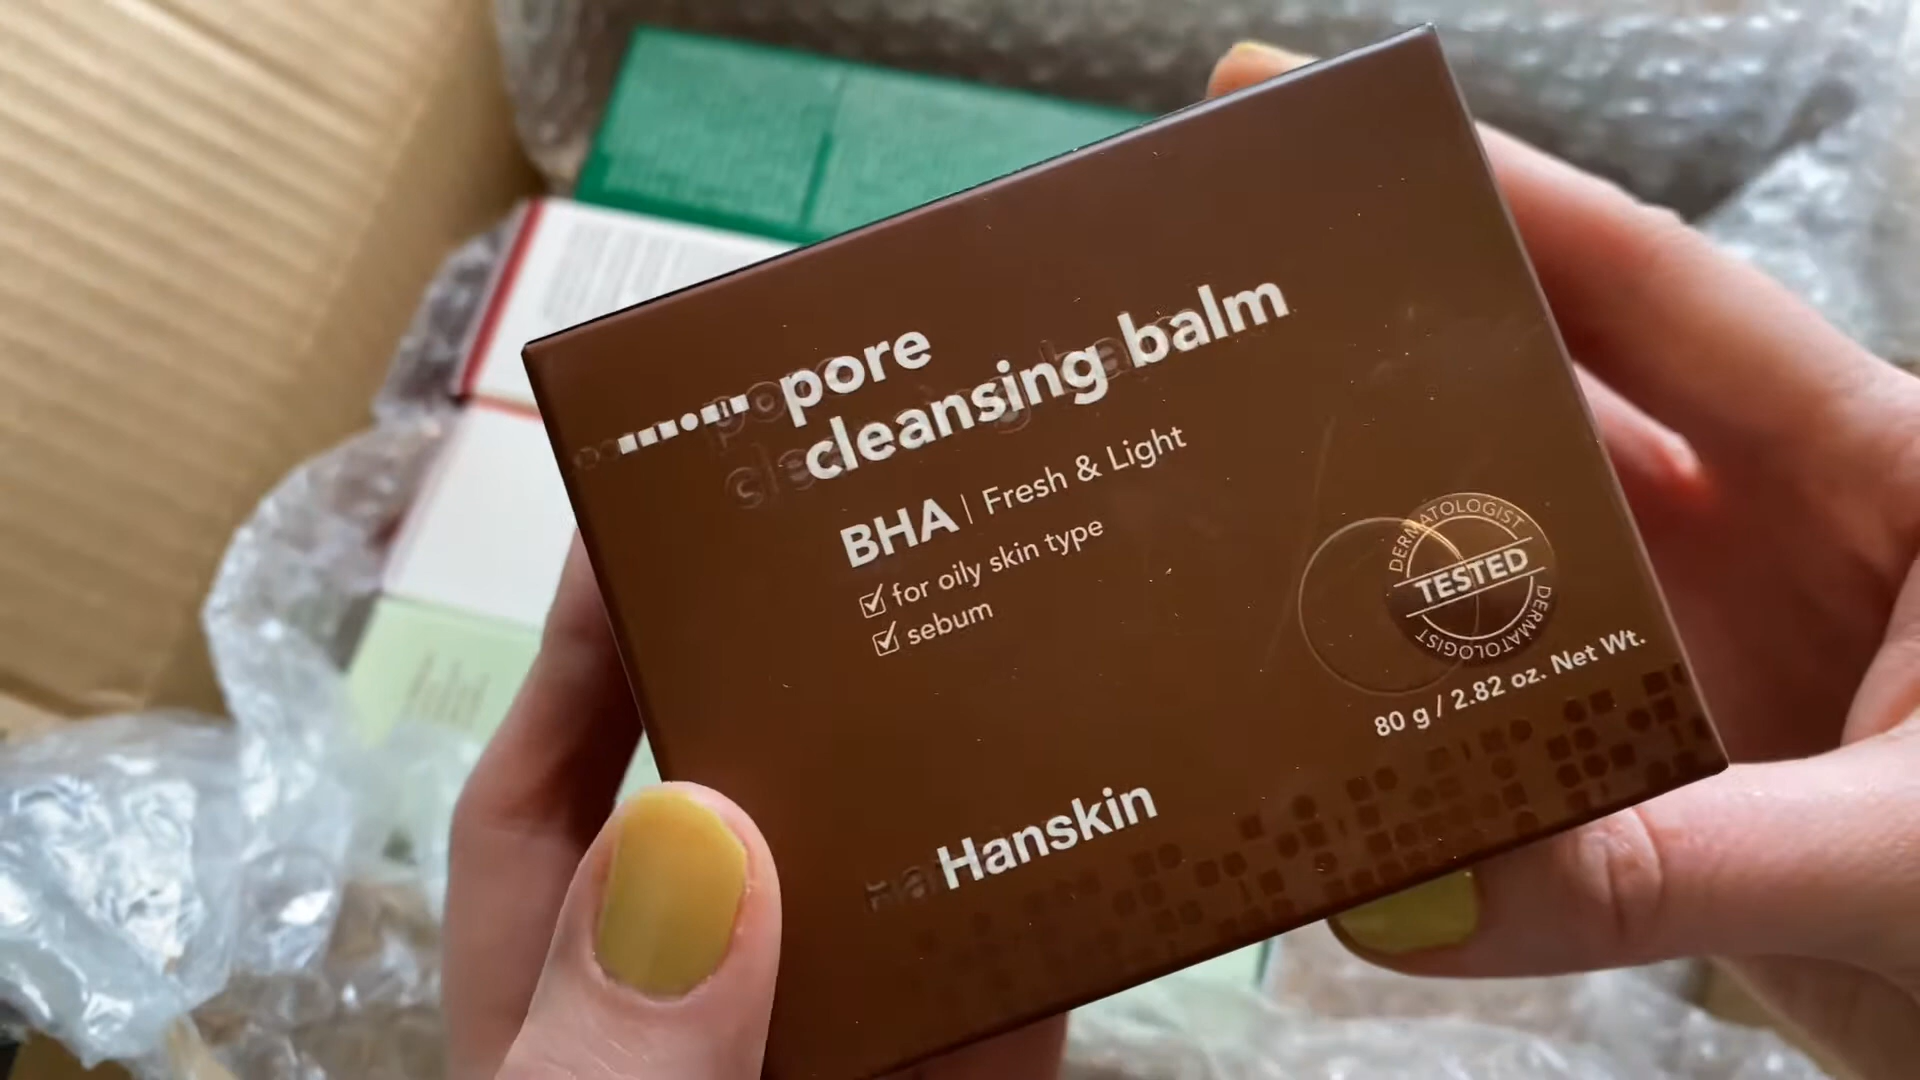 pore
cleansing balm
BHA | Fresh & Light
☑ for oily skin type
☑ sebum
DERMATOLOGIST
TESTED
DERMATOLOGIST
80 g / 2.82 oz. Net Wt.
Hanskin